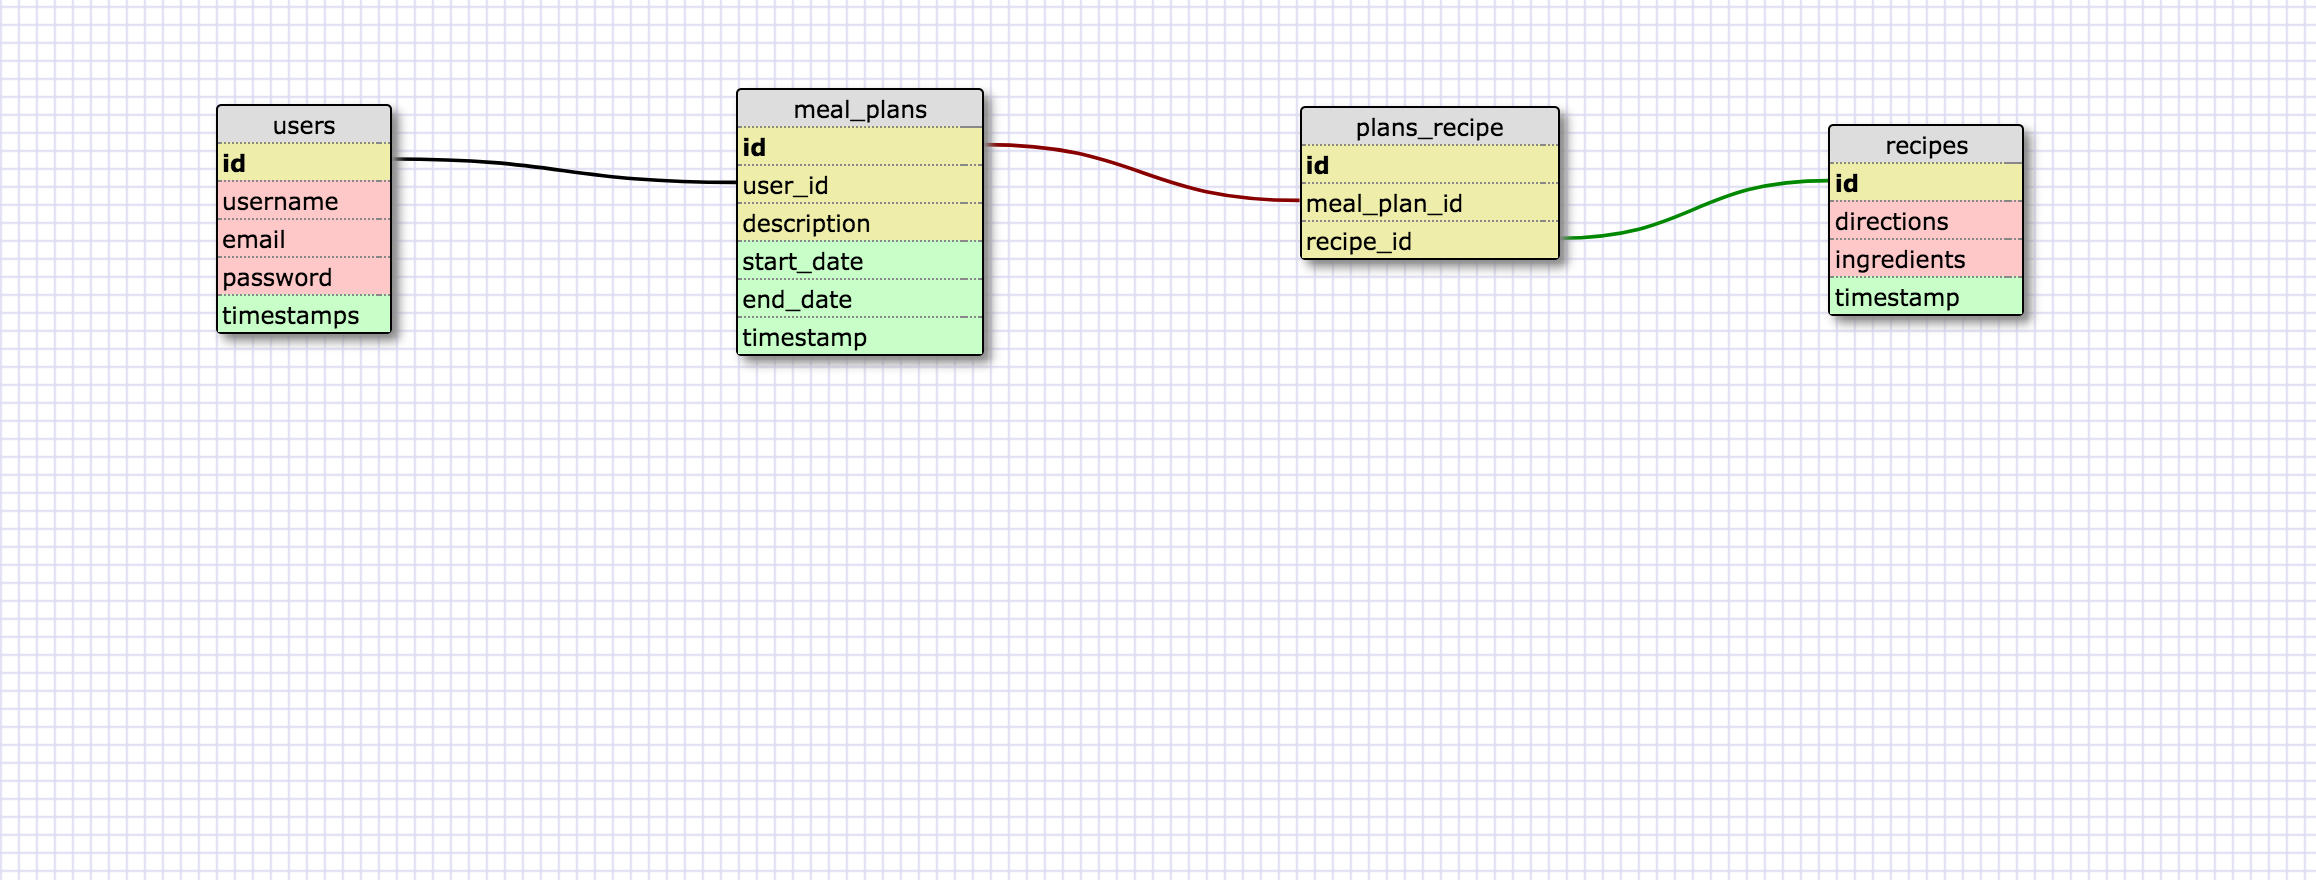 users
id
username
email
password
timestamps
meal_plans
id
user_id
description
start_date
end_date
timestamp
plans_recipe
id
meal_plan_id
recipe_id
recipes
id
directions
ingredients
timestamp